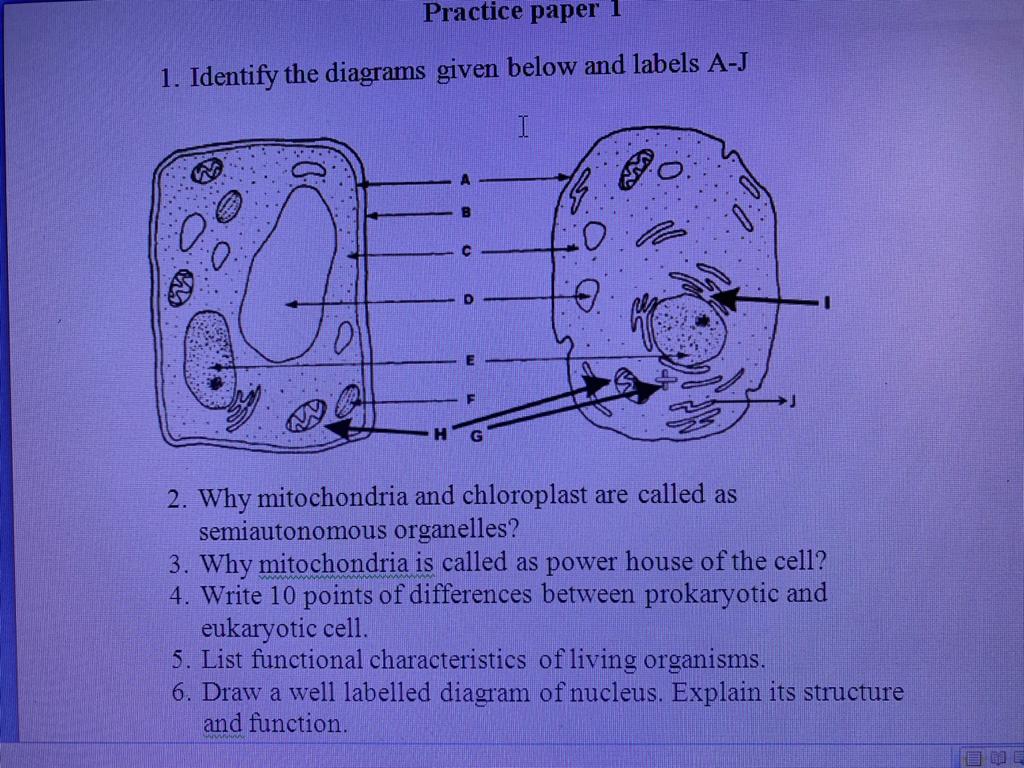 Practice paper 1
1. Identify the diagrams given below and labels A-J
A
B
C
D
I
E
F
J
H G
2. Why mitochondria and chloroplast are called as
semiautonomous organelles?
3. Why mitochondria is called as power house of the cell?
4. Write 10 points of differences between prokaryotic and
eukaryotic cell.
5. List functional characteristics of living organisms.
6. Draw a well labelled diagram of nucleus. Explain its structure
and function.